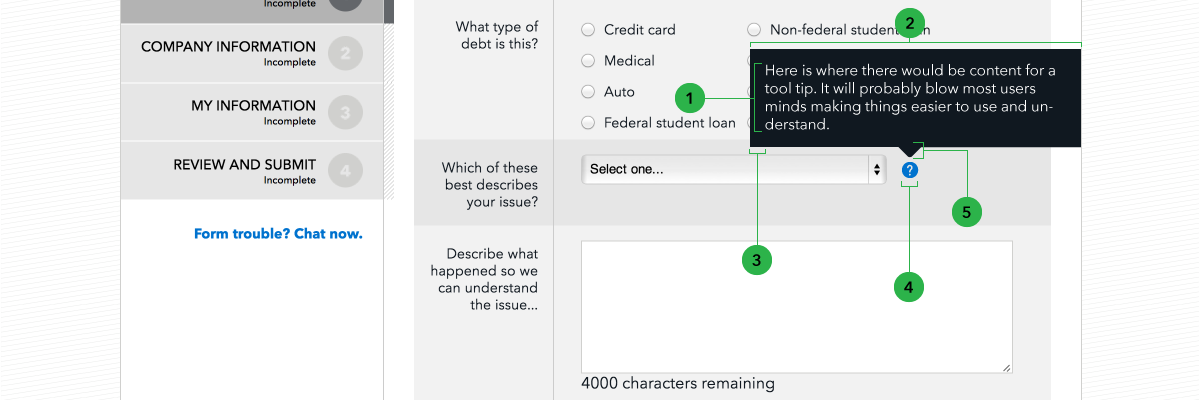 Incomplete
COMPANY INFORMATION
Incomplete
2
MY INFORMATION
Incomplete
3
REVIEW AND SUBMIT
Incomplete
4
Form trouble? Chat now.
What type of
debt is this?
Credit card
Non-federal student
Medical
Auto
Federal student loan
2
1
Here is where there would be content for a
tool tip. It will probably blow most users
minds making things easier to use and un-
derstand.
Which of these
best describes
your issue?
Select one...
?
5
3
4
Describe what
happened so we
can understand
the issue...
4000 characters remaining